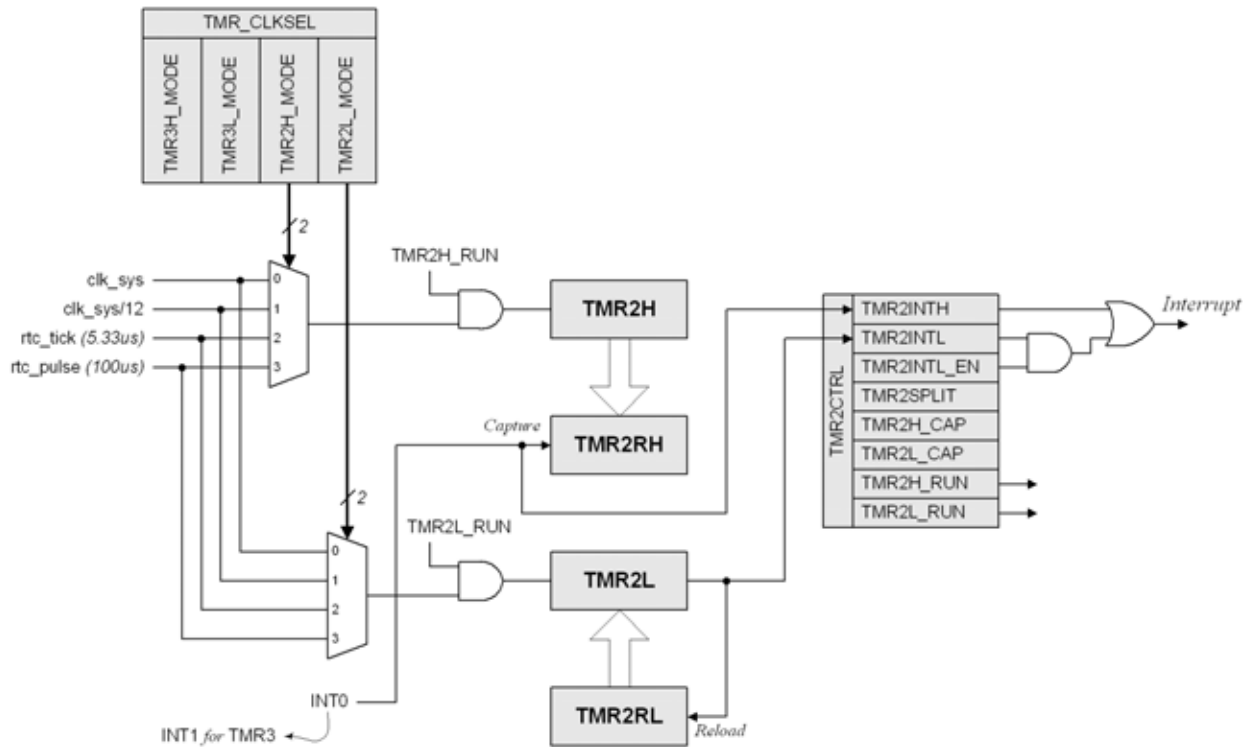 TMR_CLKSEL
TMR3H_MODE
TMR3L_MODE
TMR2H_MODE
TMR2L_MODE
2
clk_sys
clk_sys/12
rtc_tick (5.33us)
rtc_pulse (100us)
0
1
2
3
TMR2H_RUN
TMR2H
Capture
TMR2RH
2
0
1
2
3
TMR2L_RUN
TMR2L
TMR2RL
Reload
INT0
INT1 for TMR3
TMR2CTRL
TMR2INTH
TMR2INTL
TMR2INTL_EN
TMR2SPLIT
TMR2H_CAP
TMR2L_CAP
TMR2H_RUN
TMR2L_RUN
Interrupt